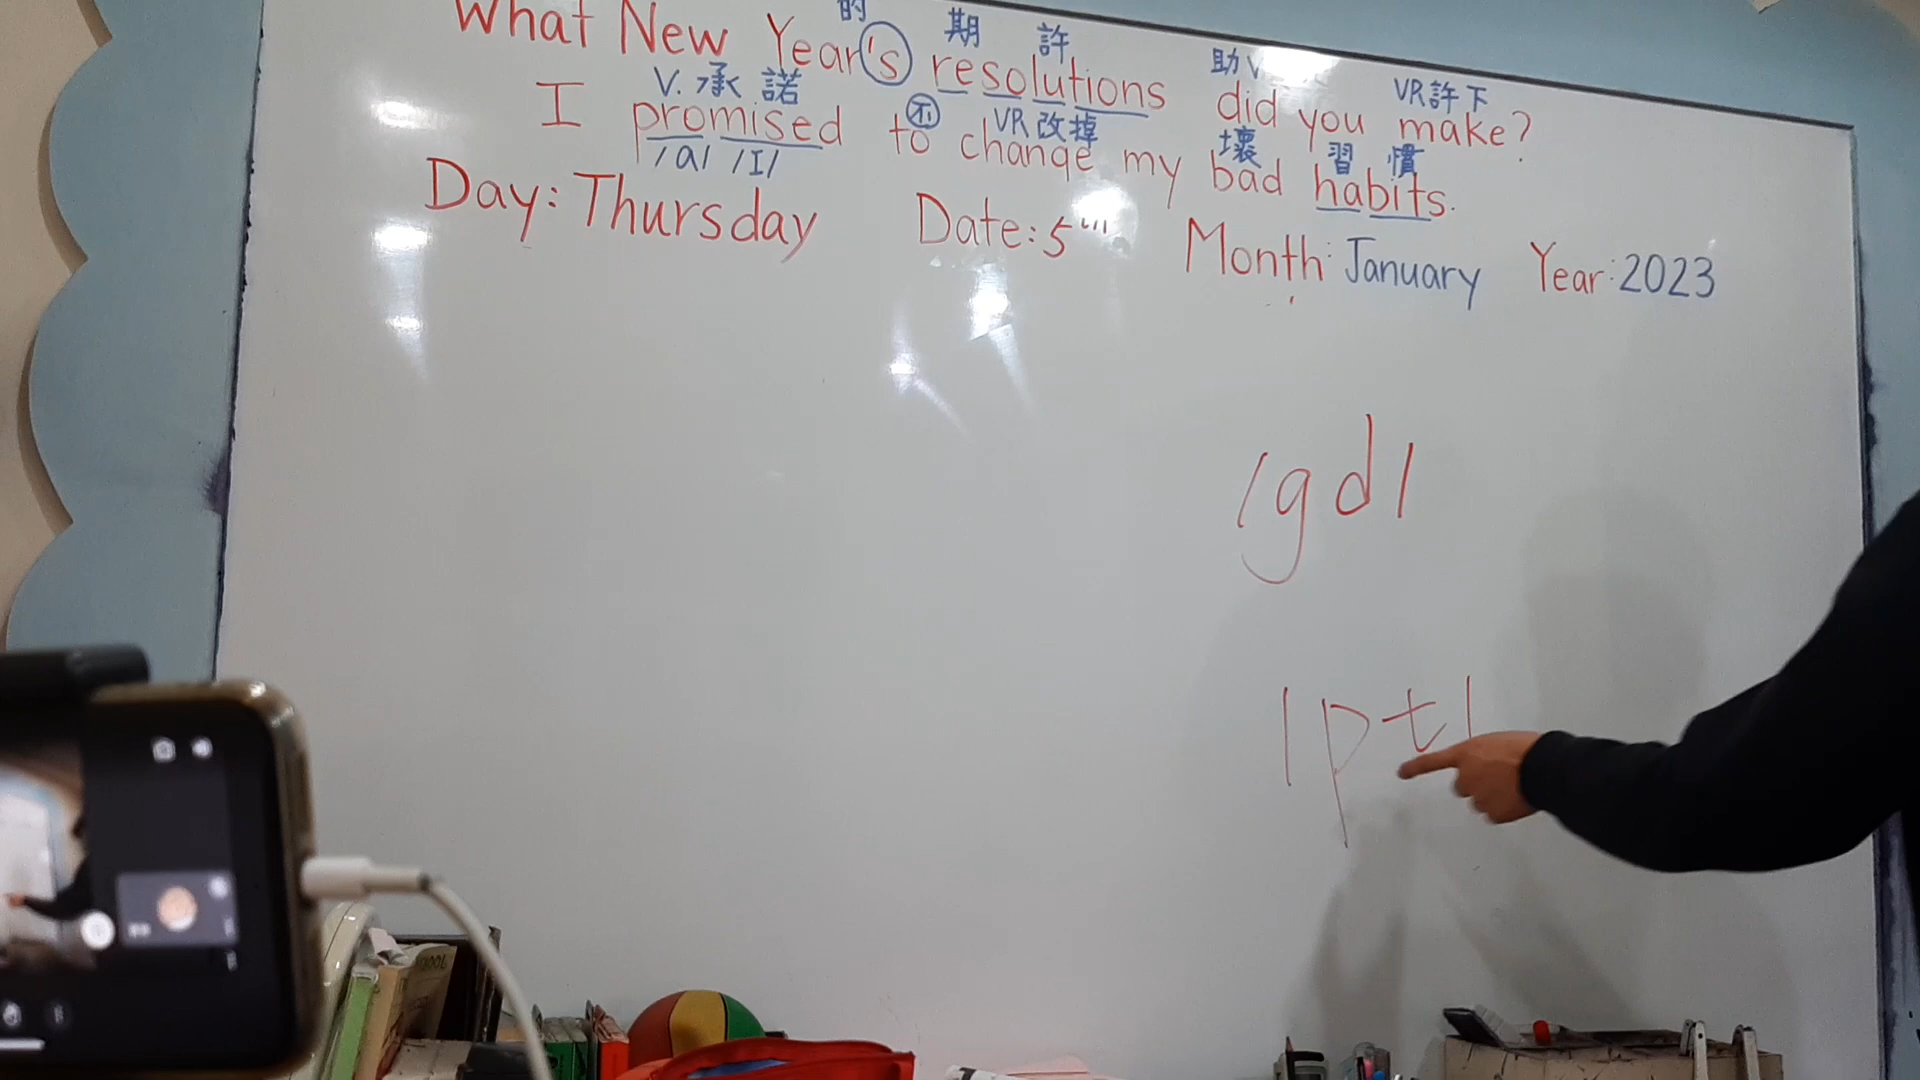 的 期 許 助V VR許下
What New Year's resolutions did you make?
V. 承諾 不 VR改掉 壞 習慣
I promised to change my bad habits.
/a/ /I/
Day: Thursday Date: 5th Month: January Year: 2023
/gd/
/pt/